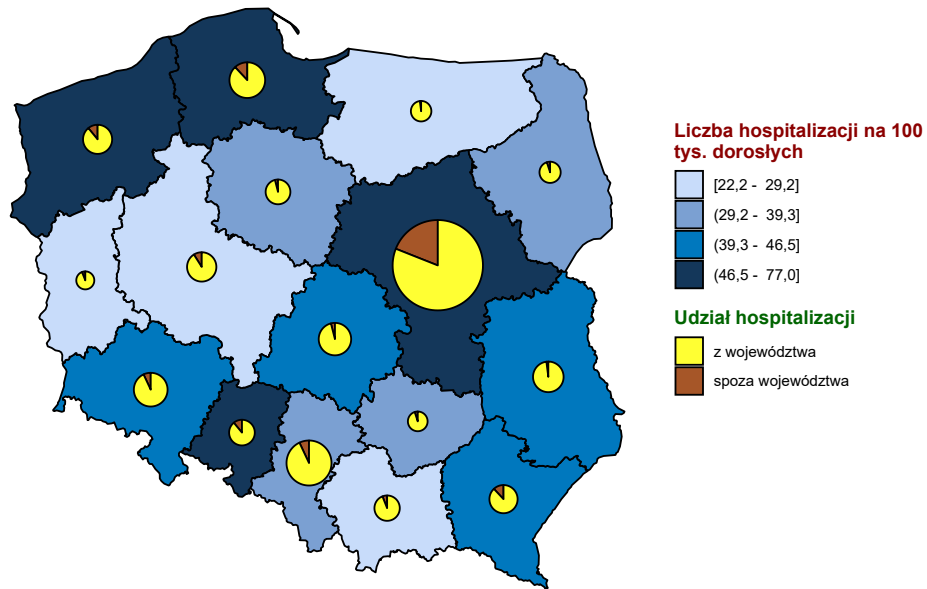 Liczba hospitalizacji na 100
tys. dorosłych
[22,2 - 29,2]
(29,2 - 39,3]
(39,3 - 46,5]
(46,5 - 77,0]
Udział hospitalizacji
z województwa
spoza województwa